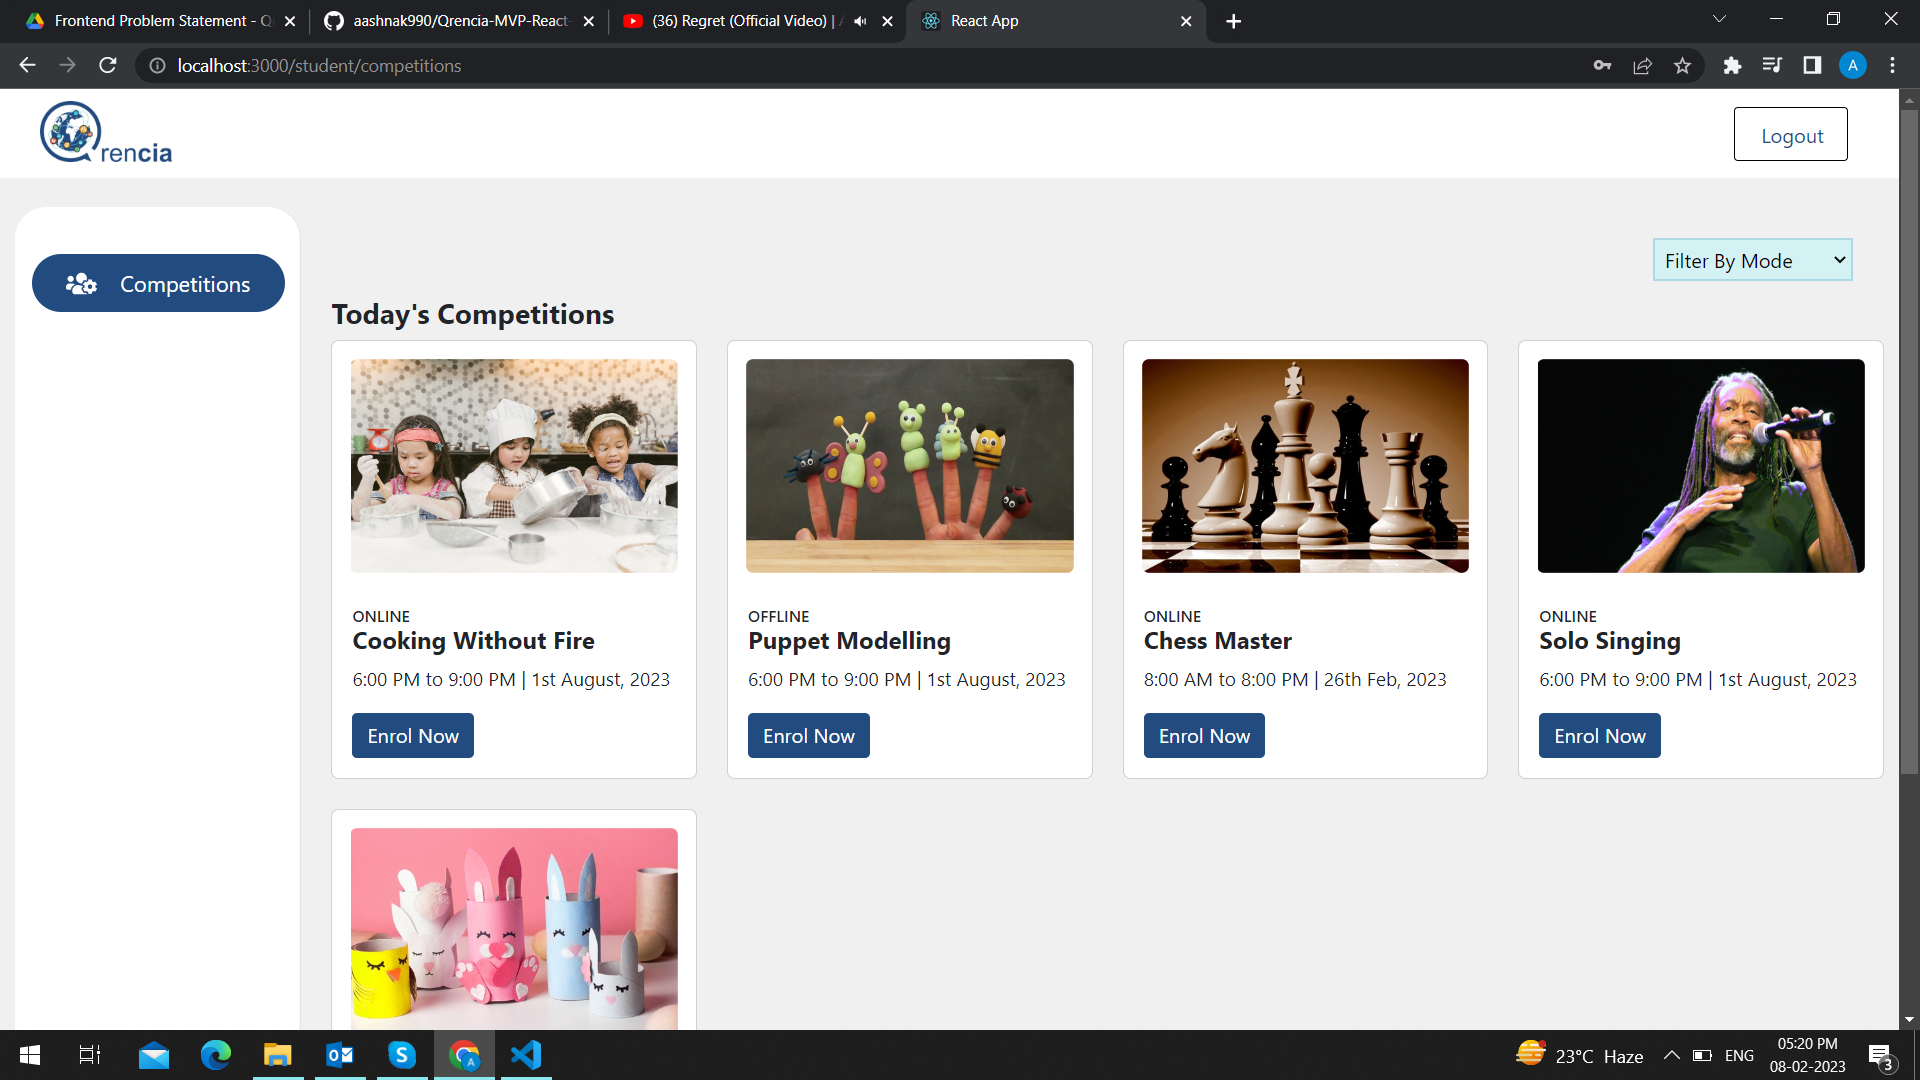 Frontend Problem Statement - Q
aashnak990/Qrencia-MVP-React
(36) Regret (Official Video) |
React App
localhost:3000/student/competitions
A
rencia
Logout
Competitions
Filter By Mode
Today's Competitions
ONLINE
Cooking Without Fire
6:00 PM to 9:00 PM | 1st August, 2023
Enrol Now
OFFLINE
Puppet Modelling
6:00 PM to 9:00 PM | 1st August, 2023
Enrol Now
ONLINE
Chess Master
8:00 AM to 8:00 PM | 26th Feb, 2023
Enrol Now
ONLINE
Solo Singing
6:00 PM to 9:00 PM | 1st August, 2023
Enrol Now
23°C Haze
ENG
05:20 PM
08-02-2023
3